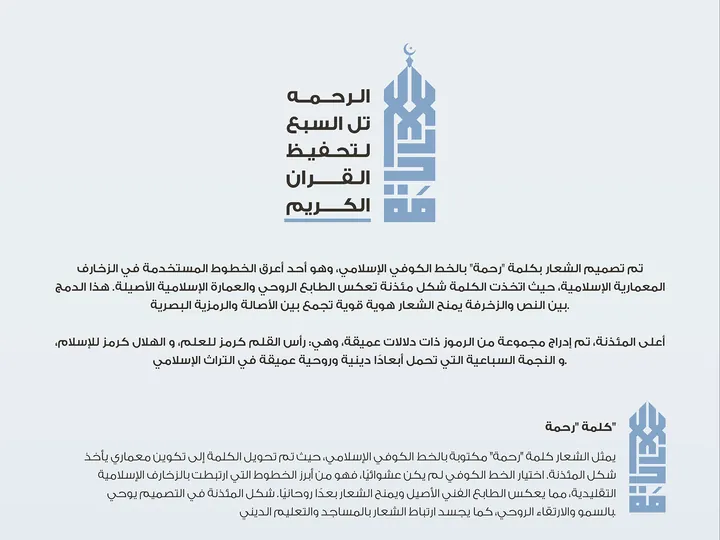 الرحمه
تل السبع
لتحفيظ
القران
الكريم
تم تصميم الشعار بكلمة "رحمة" بالخط الكوفي الإسلامي، وهو أحد أعرق الخطوط المستخدمة في الزخارف
المعمارية الإسلامية، حيث اتخذت الكلمة شكل مئذنة تعكس الطابع الروحي والعمارة الإسلامية الأصيلة. هذا الدمج
بين النص والزخرفة يمنح الشعار هوية قوية تجمع بين الأصالة والرمزية البصرية.
أعلى المئذنة، تم إدراج مجموعة من الرموز ذات دلالات عميقة، وهي: رأس القلم كرمز للعلم، و الهلال كرمز للإسلام،
و النجمة السباعية التي تحمل أبعادًا دينية وروحية عميقة في التراث الإسلامي.
كلمة "رحمة"
يمثل الشعار كلمة "رحمة" مكتوبة بالخط الكوفي الإسلامي، حيث تم تحويل الكلمة إلى تكوين معماري يأخذ
شكل المئذنة. اختيار الخط الكوفي لم يكن عشوائيًا، فهو من أبرز الخطوط التي ارتبطت بالزخارف الإسلامية
التقليدية، مما يعكس الطابع الفني الأصيل ويمنح الشعار بعدًا روحانيًا. شكل المئذنة في التصميم يوحي
بالسمو والارتقاء الروحي، كما يجسد ارتباط الشعار بالمساجد والتعليم الديني.